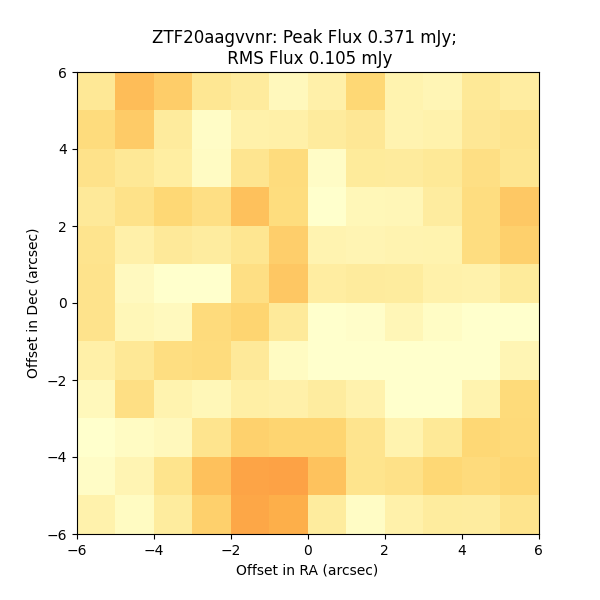 ZTF20aagvvnr: Peak Flux 0.371 mJy;
RMS Flux 0.105 mJy
6
4
2
0
−2
−4
−6
Offset in Dec (arcsec)
−6 −4 −2 0 2 4 6
Offset in RA (arcsec)